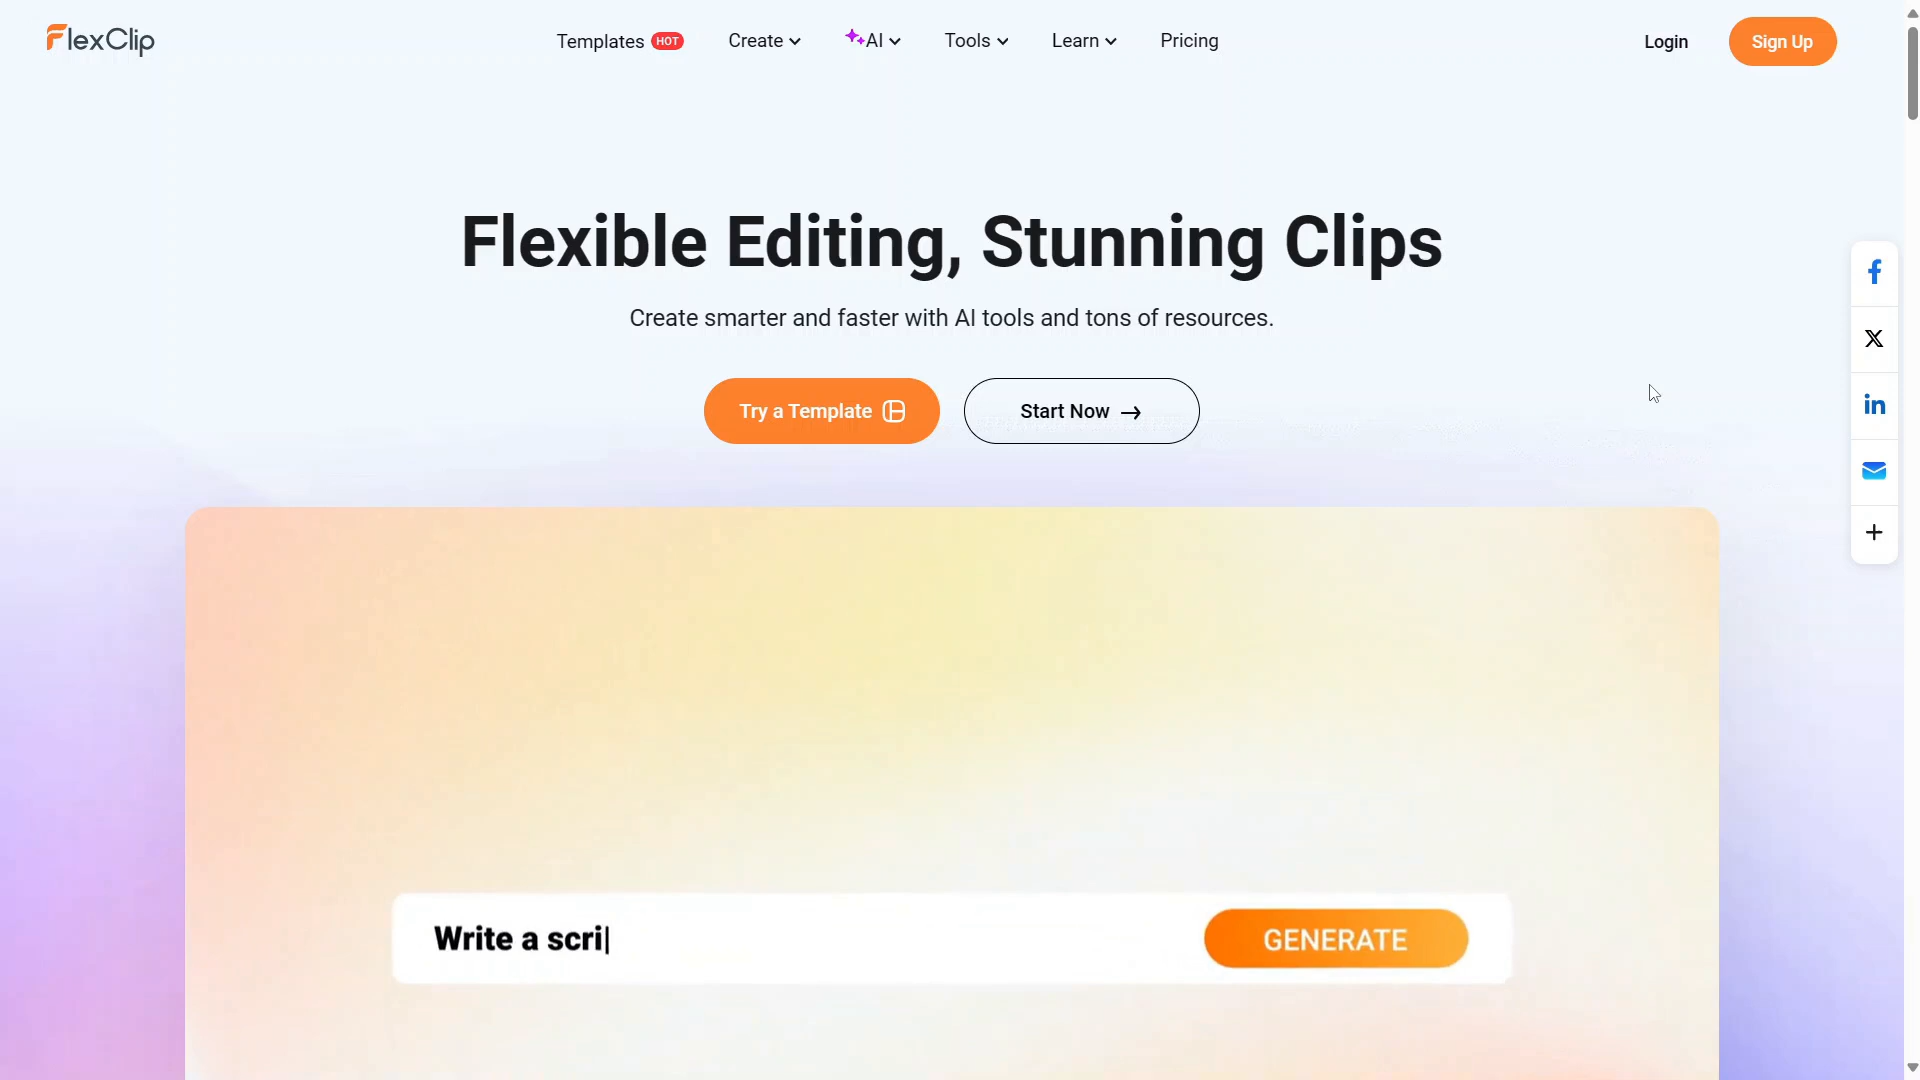 FlexClip
Templates HOT
Create
AI
Tools
Learn
Pricing
Login
Sign Up
Flexible Editing, Stunning Clips
Create smarter and faster with AI tools and tons of resources.
Try a Template
Start Now
Write a scri
GENERATE